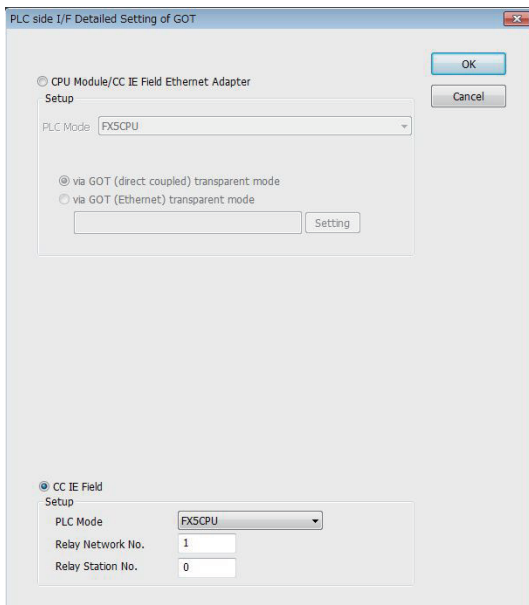 PLC side I/F Detailed Setting of GOT
OK
CPU Module/CC IE Field Ethernet Adapter
Cancel
Setup
PLC Mode FX5CPU
via GOT (direct coupled) transparent mode
via GOT (Ethernet) transparent mode
Setting
CC IE Field
Setup
PLC Mode FX5CPU
Relay Network No. 1
Relay Station No. 0